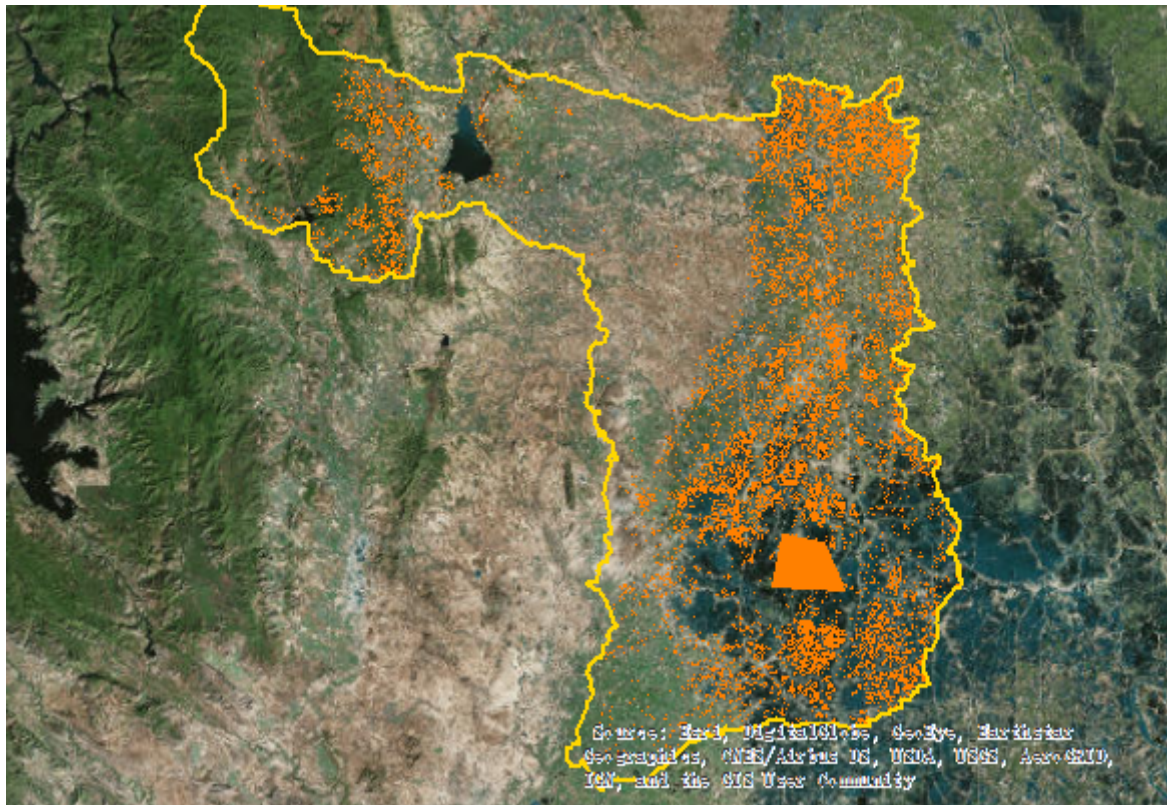 Source: Esri, DigitalGlobe, GeoEye, Earthstar
Geographics, CNES/Airbus DS, USDA, USGS, AeroGRID,
IGN, and the GIS User Community